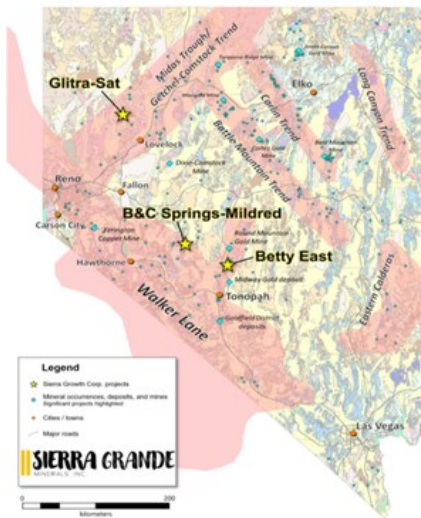 Midas Trough/
Getchel-Comstock Trend
Glitra-Sat
Lovelock
Elko
Carlin Trend
Long Canyon Trend
Battle Mountain Trend
Dixie-Comstock
Mine
Reno
Fallon
Carson City
Yerington
Copper Mine
B&C Springs-Mildred
Round Mountain
Gold Mine
Hawthorne
Betty East
Midway Gold deposit
Tonopah
Goldfield District
deposits
Walker Lane
Eastern Calderas
Las Vegas
Legend
Sierra Growth Corp. projects
Mineral occurrences, deposits, and mines
Significant projects highlighted
Cities / towns
Major roads
SIERRA GRANDE
MINERALS, INC.
0
200
kilometers